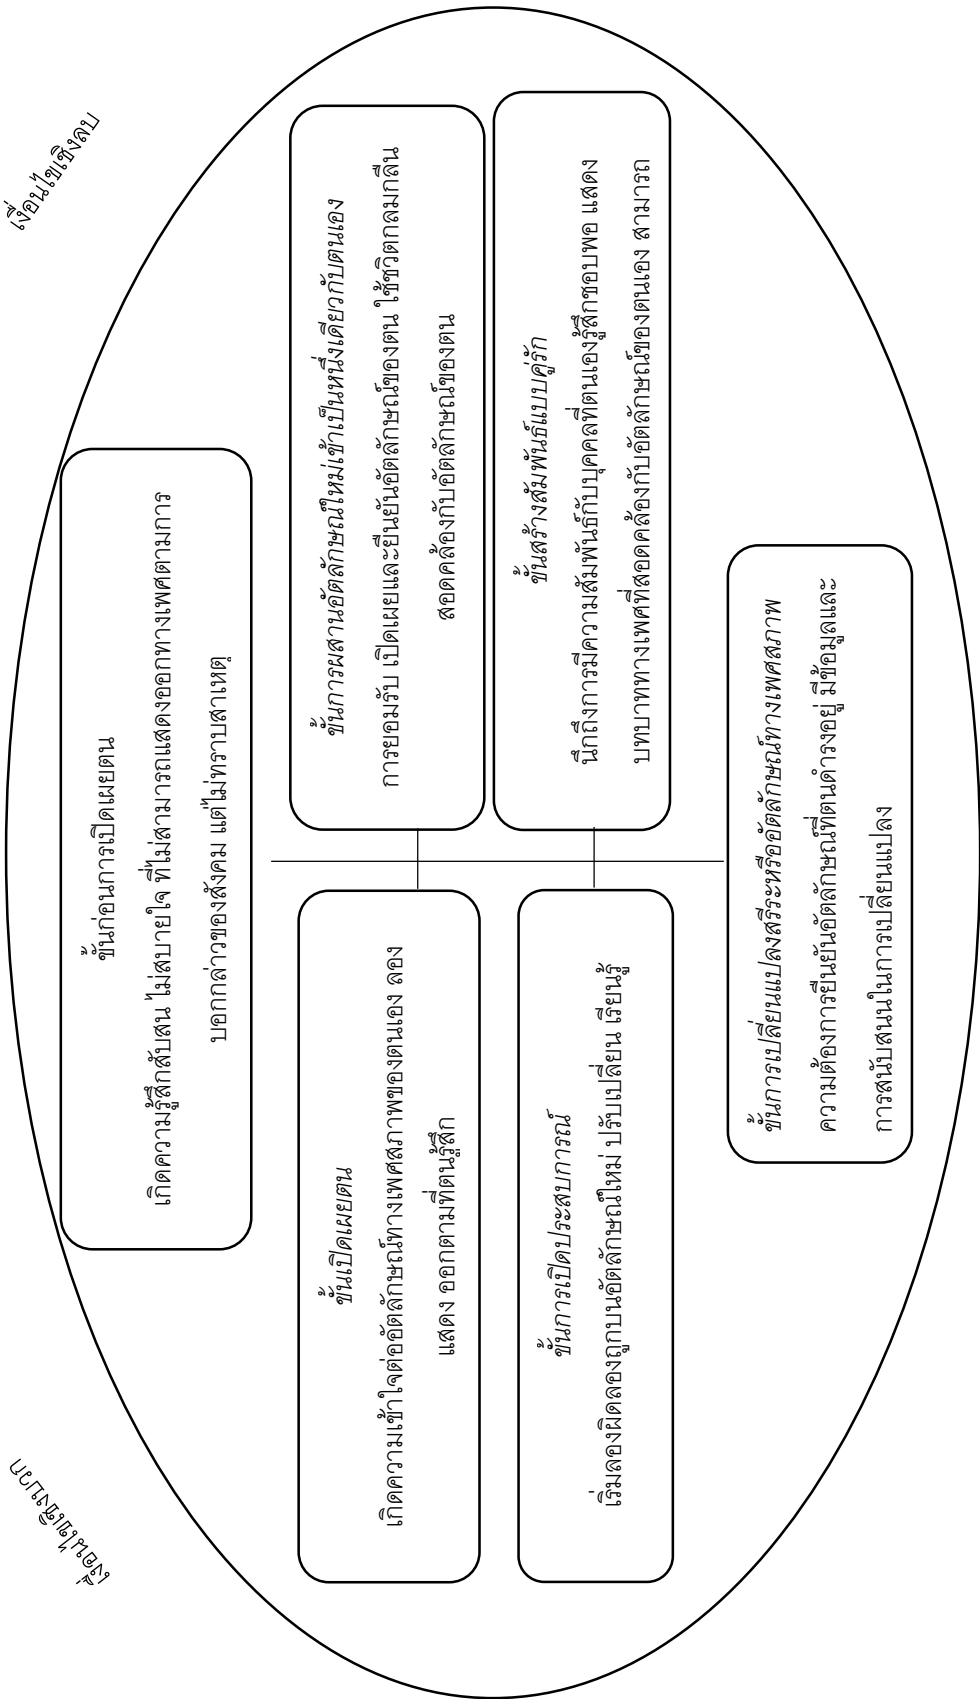 เงื่อนไขเชิงบวก
เงื่อนไขเชิงลบ
ขั้นก่อนการเปิดเผยตน
เกิดความรู้สึกสับสน ไม่สบายใจ ที่ไม่สามารถแสดงออกทางเพศตามการ
บอกกล่าวของสังคม แต่ไม่ทราบสาเหตุ
ขั้นเปิดเผยตน
เกิดความเข้าใจต่ออัตลักษณ์ทางเพศสภาพของตนเอง ลอง
แสดง ออกตามที่ตนรู้สึก
ขั้นการผสานอัตลักษณ์ใหม่เข้าเป็นหนึ่งเดียวกับตนเอง
การยอมรับ เปิดเผยและยืนยันอัตลักษณ์ของตน ใช้ชีวิตกลมกลืน
สอดคล้องกับอัตลักษณ์ของตน
ขั้นการเปิดประสบการณ์
เริ่มลองผิดลองถูกบนอัตลักษณ์ใหม่ ปรับเปลี่ยน เรียนรู้
ขั้นสร้างสัมพันธ์แบบคู่รัก
นึกถึงการมีความสัมพันธ์กับบุคคลที่ตนเองรู้สึกชอบพอ แสดง
บทบาททางเพศที่สอดคล้องกับอัตลักษณ์ของตนเอง สามารถ
ขั้นการเปลี่ยนแปลงสรีระหรืออัตลักษณ์ทางเพศสภาพ
ความต้องการยืนยันอัตลักษณ์ที่ตนดำรงอยู่ มีข้อมูลและ
การสนับสนุนในการเปลี่ยนแปลง